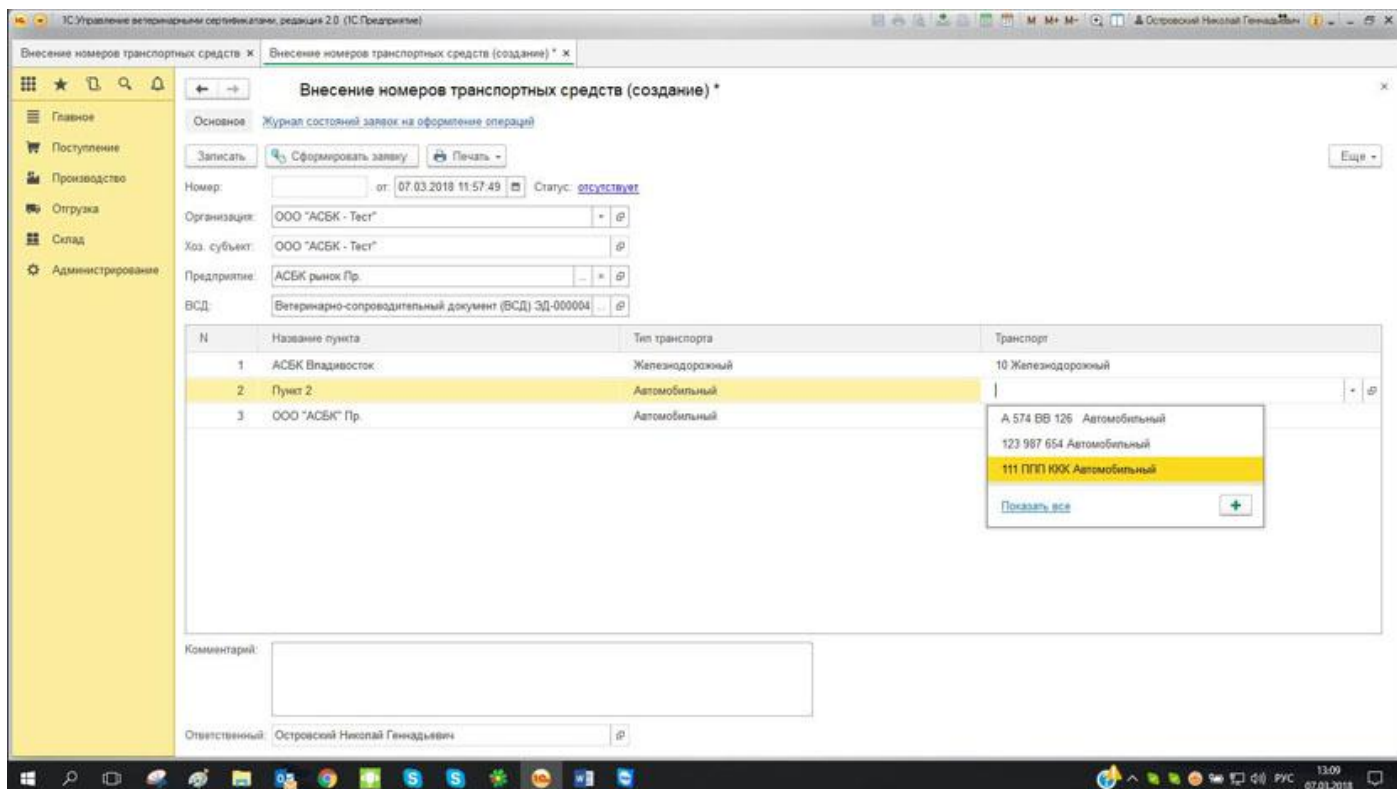 1С:Управление ветеринарными сертификатами, редакция 2.0 (1С:Предприятие)
M M+ M- Островский Николай Геннадьевич
Внесение номеров транспортных средств × Внесение номеров транспортных средств (создание) * ×
Внесение номеров транспортных средств (создание) *
Главное
Поступление
Производство
Отгрузка
Склад
Администрирование
Основное Журнал состояний заявок на оформление операций
Записать Сформировать заявку Печать Еще
Номер: от: 07.03.2018 11:57:49 Статус: отсутствует
Организация: ООО "АСБК - Тест"
Хоз. субъект: ООО "АСБК - Тест"
Предприятие: АСБК рынок Пр.
ВСД: Ветеринарно-сопроводительный документ (ВСД) ЭД-000004
N Название пункта Тип транспорта Транспорт
1 АСБК Владивосток Железнодорожный 10 Железнодорожный
2 Пункт 2 Автомобильный
3 ООО "АСБК" Пр. Автомобильный
А 574 ВВ 126 Автомобильный
123 987 654 Автомобильный
111 ППП ККК Автомобильный
Показать все
Комментарий:
Ответственный: Островский Николай Геннадьевич
РУС 13:09
07.03.2018